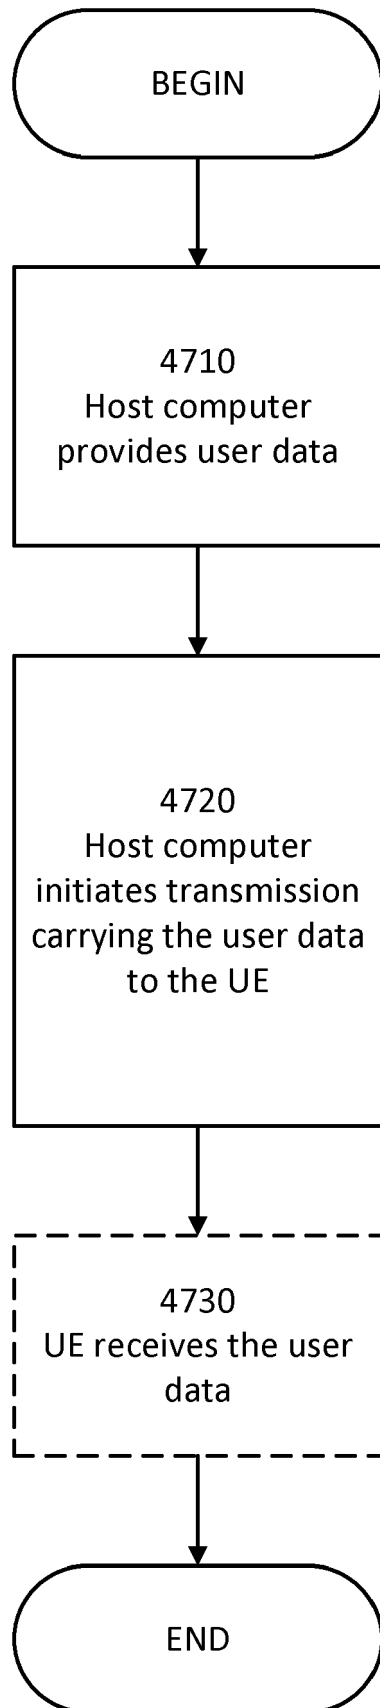 BEGIN
4710
Host computer
provides user data
4720
Host computer
initiates transmission
carrying the user data
to the UE
4730
UE receives the user
data
END